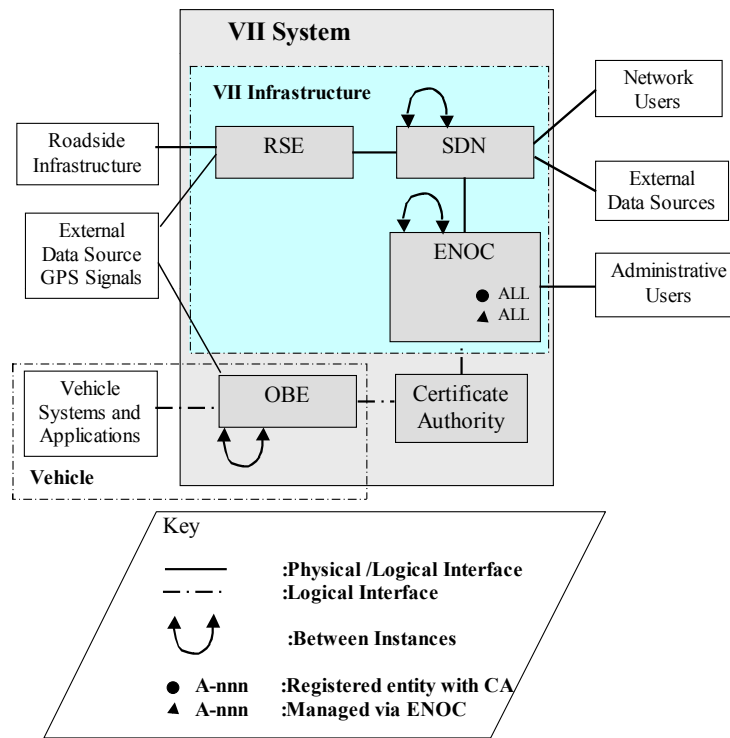 VII System
VII Infrastructure
Network
Users
Roadside
Infrastructure
RSE
SDN
External
Data Sources
External
Data Source
GPS Signals
ENOC
ALL
ALL
Administrative
Users
Vehicle
Systems and
Applications
OBE
Certificate
Authority
Vehicle
Key
:Physical /Logical Interface
:Logical Interface
:Between Instances
A-nnn :Registered entity with CA
A-nnn :Managed via ENOC